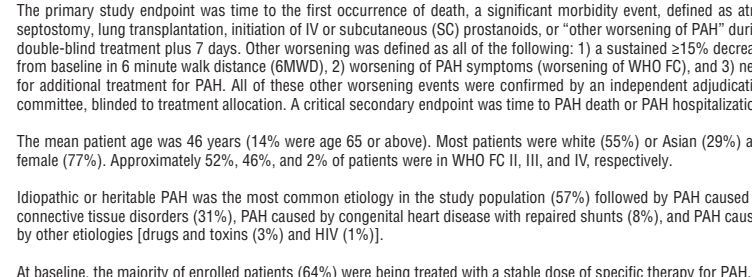 The primary study endpoint was time to the first occurrence of death, a significant morbidity event, defined as
septostomy, lung transplantation, initiation of IV or subcutaneous (SC) prostanoids, or “other worsening of PAH”
double-blind treatment plus 7 days. Other worsening was defined as all of the following: 1) a sustained ≥15%
from baseline in 6 minute walk distance (6MWD), 2) worsening of PAH symptoms (worsening of WHO FC), and 3)
for additional treatment for PAH. All of these other worsening events were confirmed by an independent
committee, blinded to treatment allocation. A critical secondary endpoint was time to PAH death or PAH
The mean patient age was 46 years (14% were age 65 or above). Most patients were white (55%) or Asian (29%)
female (77%). Approximately 52%, 46%, and 2% of patients were in WHO FC II, III, and IV, respectively.
Idiopathic or heritable PAH was the most common etiology in the study population (57%) followed by PAH caused
connective tissue disorders (31%), PAH caused by congenital heart disease with repaired shunts (8%), and PAH
by other etiologies [drugs and toxins (3%) and HIV (1%)].
At baseline, the majority of enrolled patients (64%) were being treated with a stable dose of specific therapy for PAH,